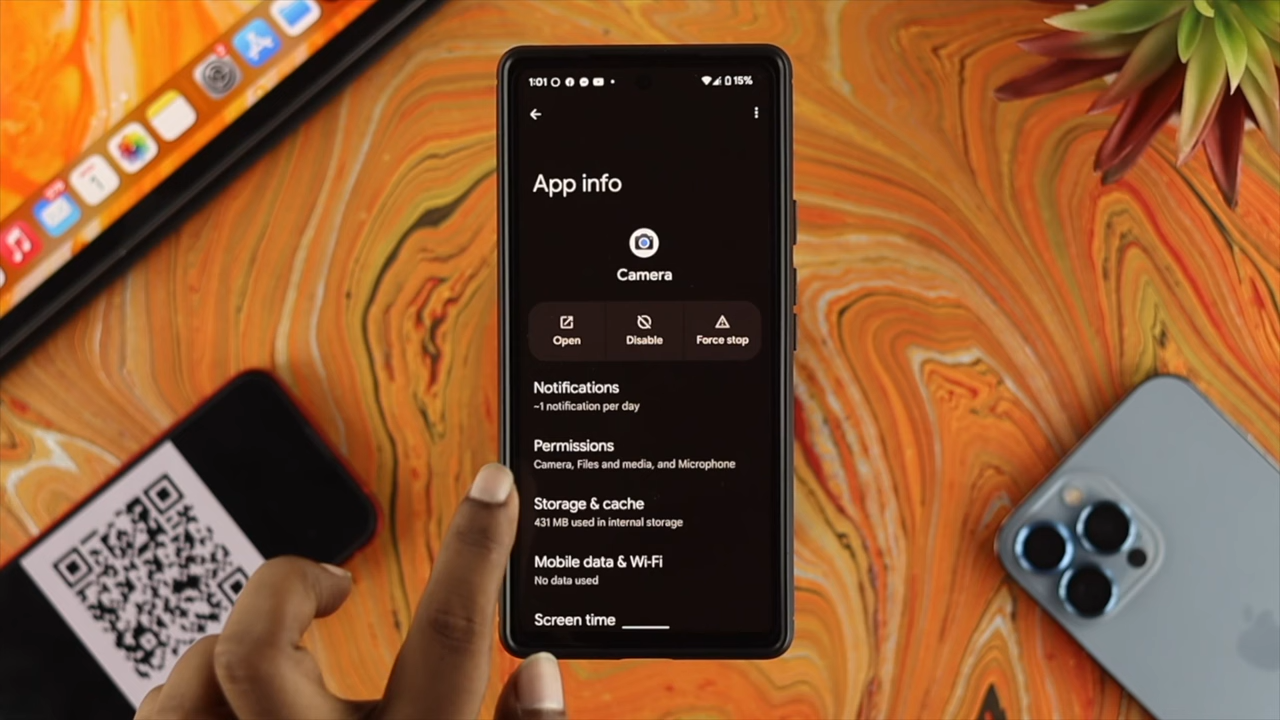 1:01
15%
App info
Camera
Open
Disable
Force stop
Notifications
~1 notification per day
Permissions
Camera, Files and media, and Microphone
Storage & cache
431 MB used in internal storage
Mobile data & Wi-Fi
No data used
Screen time
1